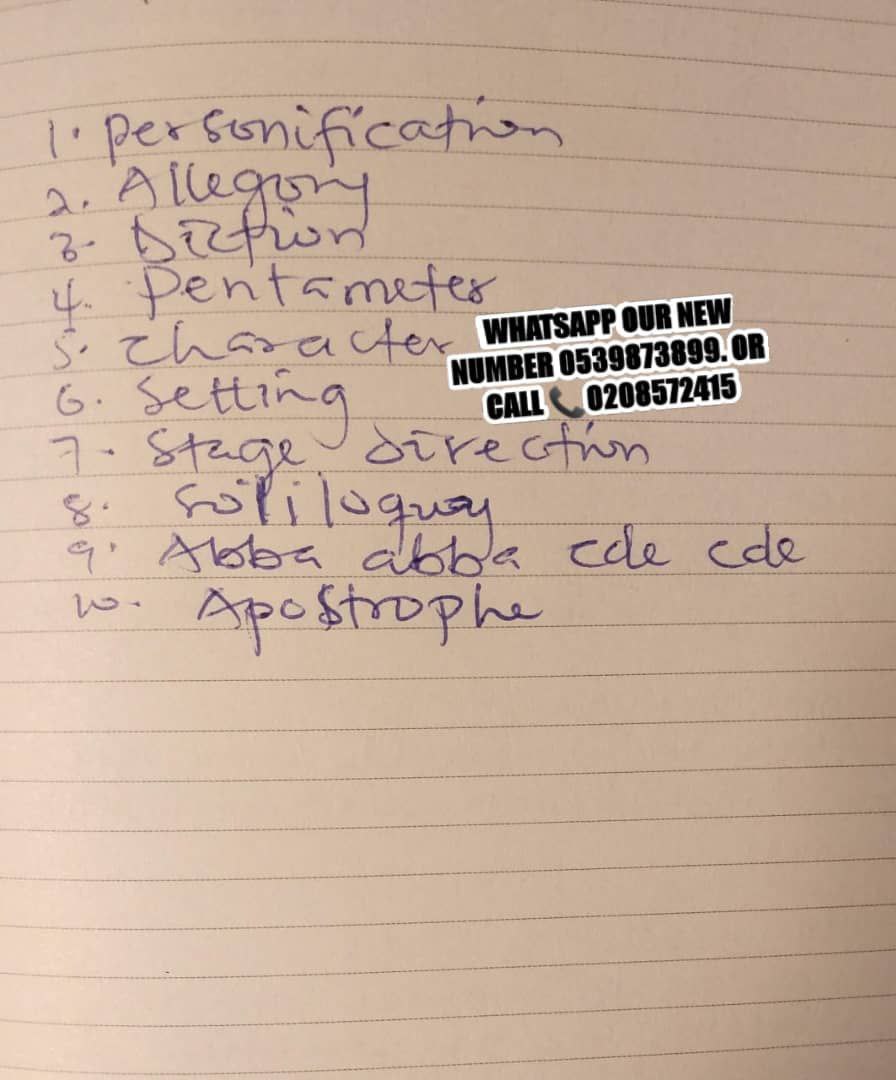 1. Personification
2. Allegory
3- Diction
4. Pentameter
5. Character
6. Setting
7. Stage direction
8. Soliloquay
9. Abba abba cde cde
10. Apostrophe
WHATSAPP OUR NEW
NUMBER 0539873899. OR
CALL 📞 0208572415